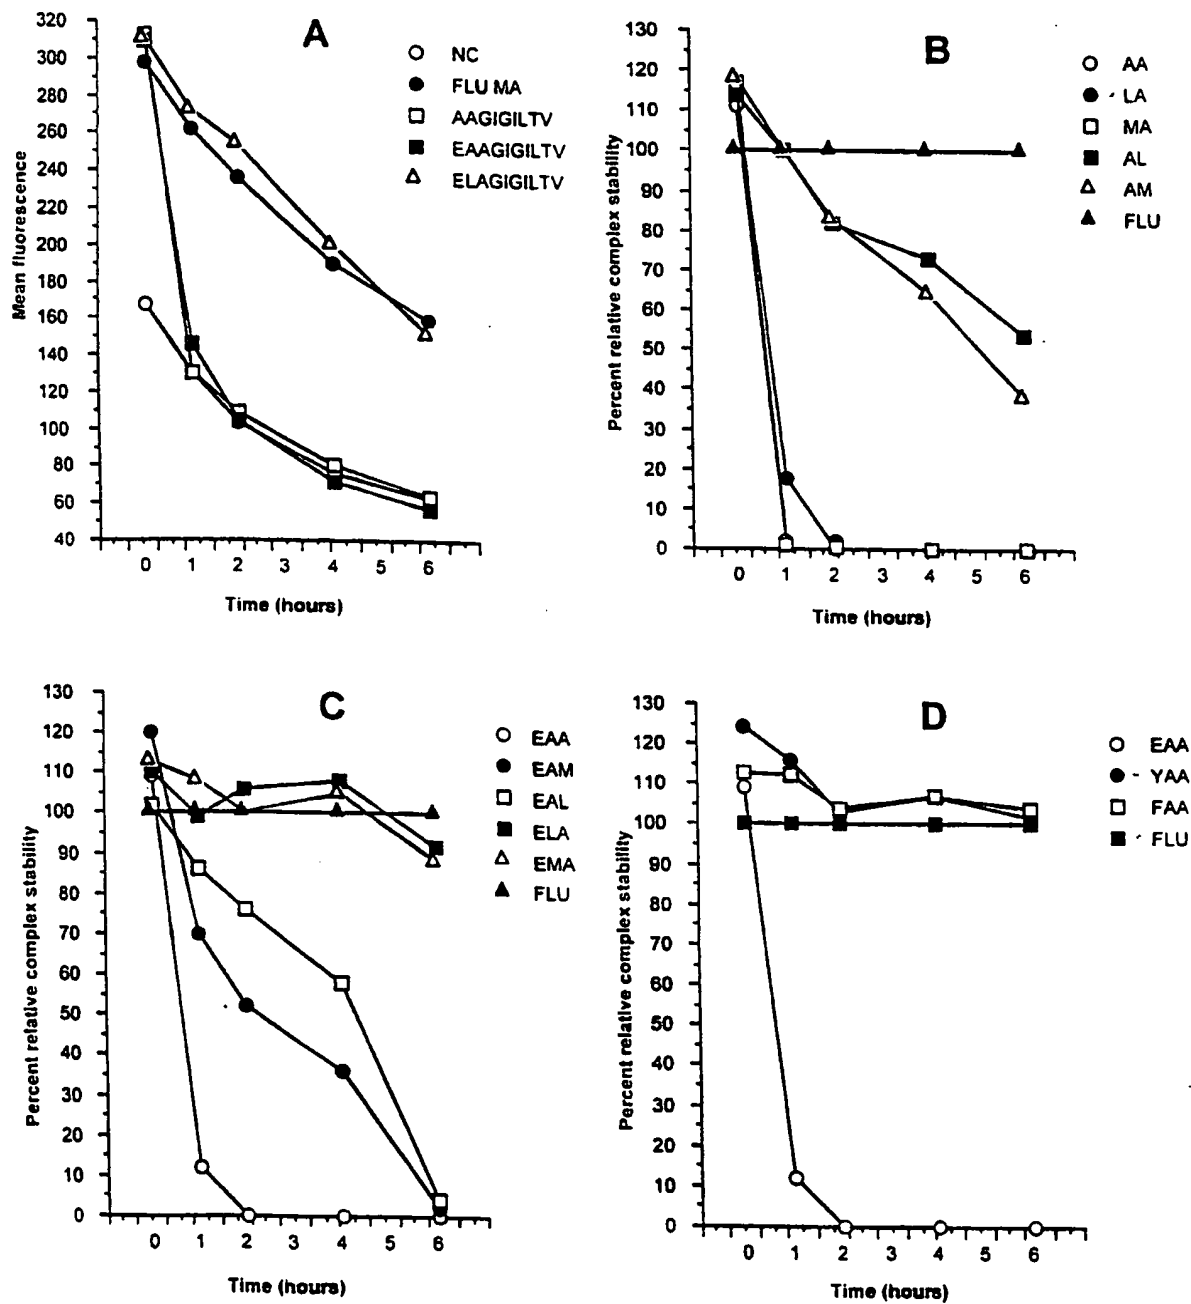 A
320
300
280
260
240
220
200
180
160
140
120
100
80
60
40
Mean fluorescence
0 1 2 3 4 5 6
Time (hours)
NC
FLU MA
AAGIGILTV
EAAGIGILTV
ELAGIGILTV
B
130
120
110
100
90
80
70
60
50
40
30
20
10
0
Percent relative complex stability
0 1 2 3 4 5 6
Time (hours)
AA
LA
MA
AL
AM
FLU
C
130
120
110
100
90
80
70
60
50
40
30
20
10
0
Percent relative complex stability
0 1 2 3 4 5 6
Time (hours)
EAA
EAM
EAL
ELA
EMA
FLU
D
130
120
110
100
90
80
70
60
50
40
30
20
10
0
Percent relative complex stability
0 1 2 3 4 5 6
Time (hours)
EAA
YAA
FAA
FLU